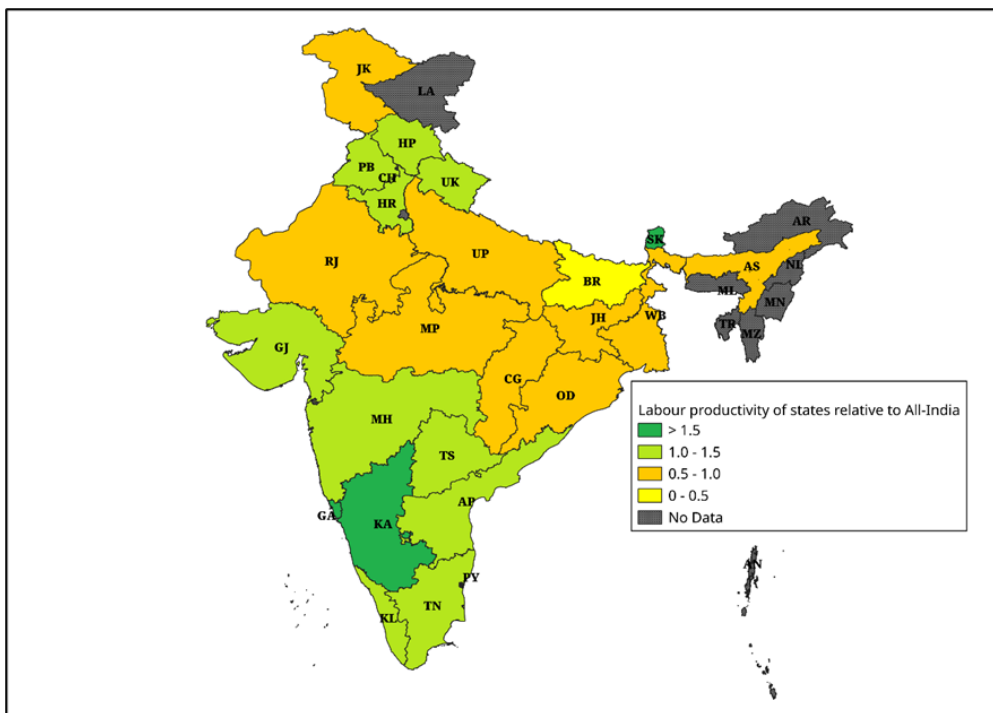 JK
LA
HP
PB
CH
UK
HR
AR
SK
RJ
UP
AS
NL
BR
ML
MN
JH
WB
TR
MZ
MP
GJ
CG
OD
MH
Labour productivity of states relative to All-India
> 1.5
1.0 - 1.5
0.5 - 1.0
0 - 0.5
No Data
TS
AP
GA
KA
AN
PY
TN
KL